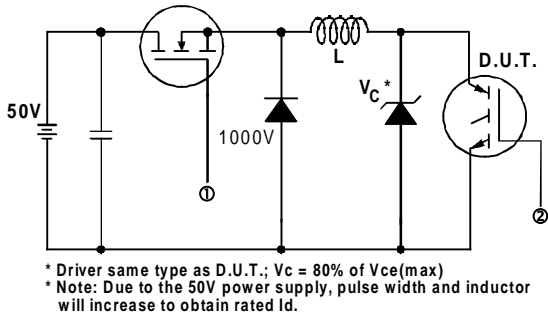 L
D.U.T.
V_C *
50V
1000V
①
②
* Driver same type as D.U.T.; Vc = 80% of Vce(max)
* Note: Due to the 50V power supply, pulse width and inductor
will increase to obtain rated Id.